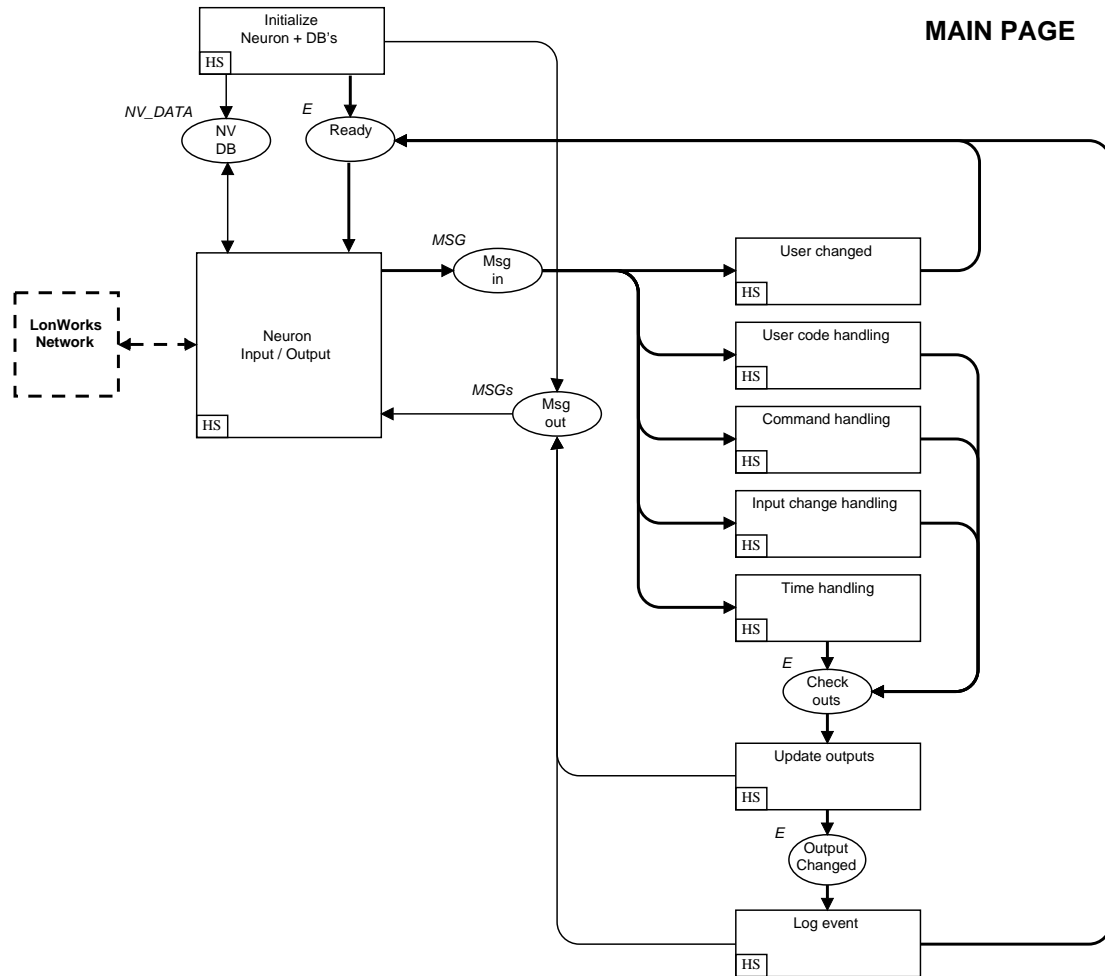 Initialize
Neuron + DB's
HS
MAIN PAGE
NV_DATA
E
NV
DB
Ready
MSG
Msg
in
User changed
HS
LonWorks
Network
Neuron
Input / Output
HS
User code handling
HS
MSGs
Msg
out
Command handling
HS
Input change handling
HS
Time handling
HS
E
Check
outs
Update outputs
HS
E
Output
Changed
Log event
HS